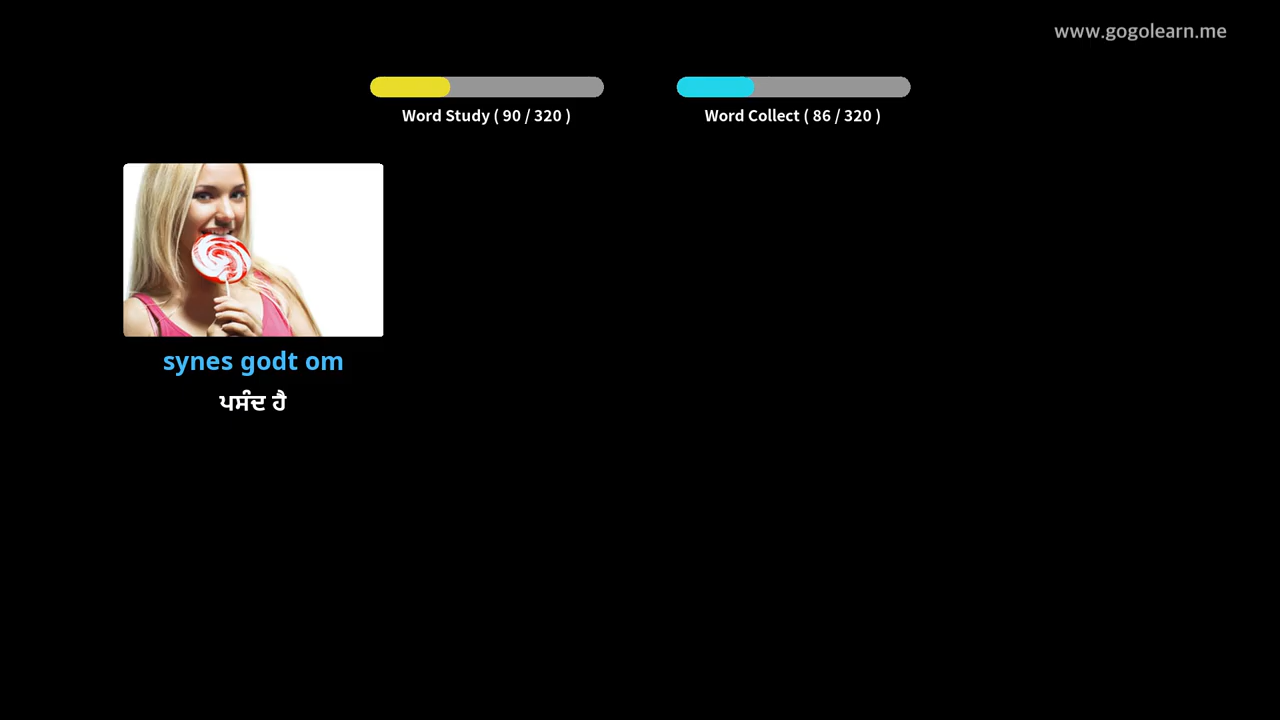 www.gogolearn.me
Word Study ( 90 / 320 )
Word Collect ( 86 / 320 )
synes godt om
ਪਸੰਦ ਹੈ